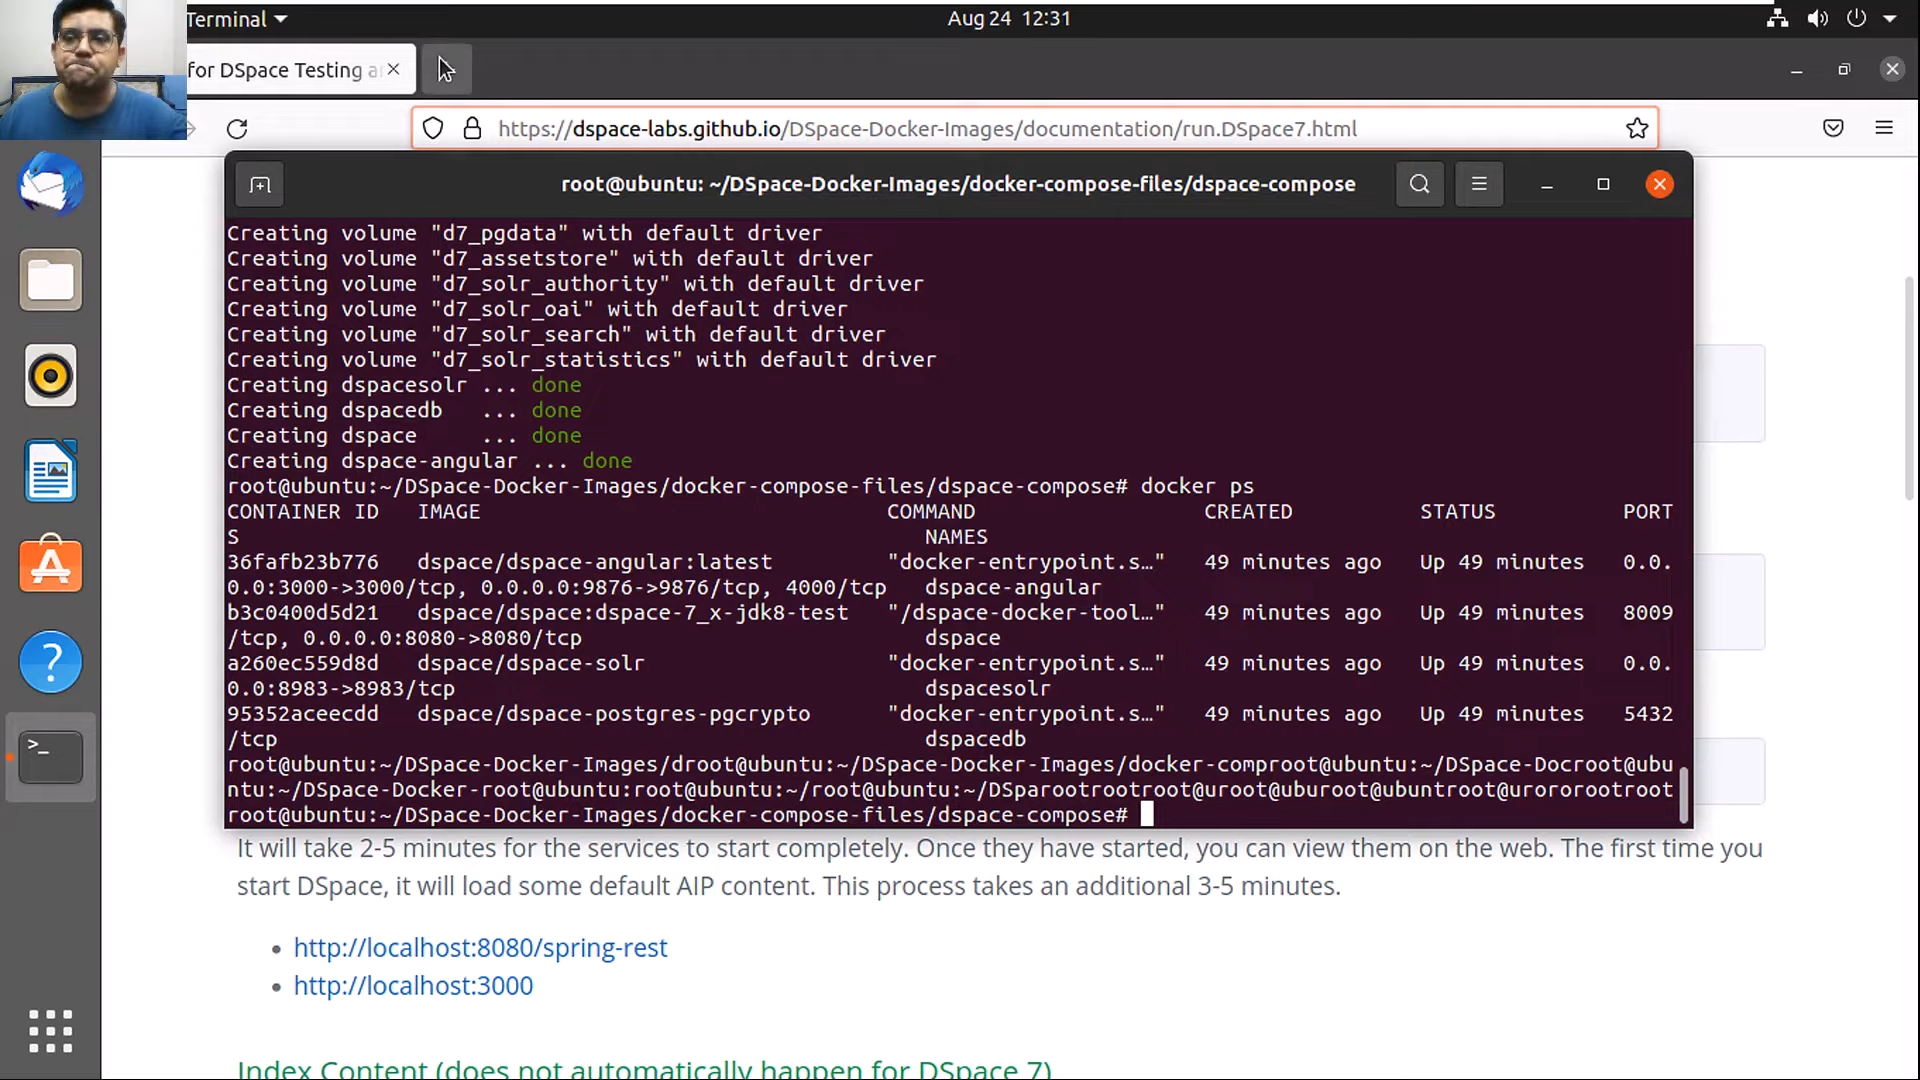 Terminal
Aug 24 12:31
for DSpace Testing a
https://dspace-labs.github.io/DSpace-Docker-Images/documentation/run.DSpace7.html
root@ubuntu: ~/DSpace-Docker-Images/docker-compose-files/dspace-compose
Creating volume "d7_pgdata" with default driver
Creating volume "d7_assetstore" with default driver
Creating volume "d7_solr_authority" with default driver
Creating volume "d7_solr_oai" with default driver
Creating volume "d7_solr_search" with default driver
Creating volume "d7_solr_statistics" with default driver
Creating dspacesolr ... done
Creating dspacedb ... done
Creating dspace ... done
Creating dspace-angular ... done
root@ubuntu:~/DSpace-Docker-Images/docker-compose-files/dspace-compose# docker ps
CONTAINER ID IMAGE COMMAND CREATED STATUS PORT
S NAMES
36fafb23b776 dspace/dspace-angular:latest "docker-entrypoint.s…" 49 minutes ago Up 49 minutes 0.0.
0.0:3000->3000/tcp, 0.0.0.0:9876->9876/tcp, 4000/tcp dspace-angular
b3c0400d5d21 dspace/dspace:dspace-7_x-jdk8-test "/dspace-docker-tool…" 49 minutes ago Up 49 minutes 8009
/tcp, 0.0.0.0:8080->8080/tcp dspace
a260ec559d8d dspace/dspace-solr "docker-entrypoint.s…" 49 minutes ago Up 49 minutes 0.0.
0.0:8983->8983/tcp dspacesolr
95352aceecdd dspace/dspace-postgres-pgcrypto "docker-entrypoint.s…" 49 minutes ago Up 49 minutes 5432
/tcp dspacedb
root@ubuntu:~/DSpace-Docker-Images/droot@ubuntu:~/DSpace-Docker-Images/docker-comproot@ubuntu:~/DSpace-Docroot@ubu
ntu:~/DSpace-Docker-root@ubuntu:root@ubuntu:~/root@ubuntu:~/DSparootrootroot@uroot@uburoot@ubuntroot@urororootroot
root@ubuntu:~/DSpace-Docker-Images/docker-compose-files/dspace-compose#
It will take 2-5 minutes for the services to start completely. Once they have started, you can view them on the web. The first time you
start DSpace, it will load some default AIP content. This process takes an additional 3-5 minutes.
http://localhost:8080/spring-rest
http://localhost:3000
Index Content (does not automatically happen for DSpace 7)